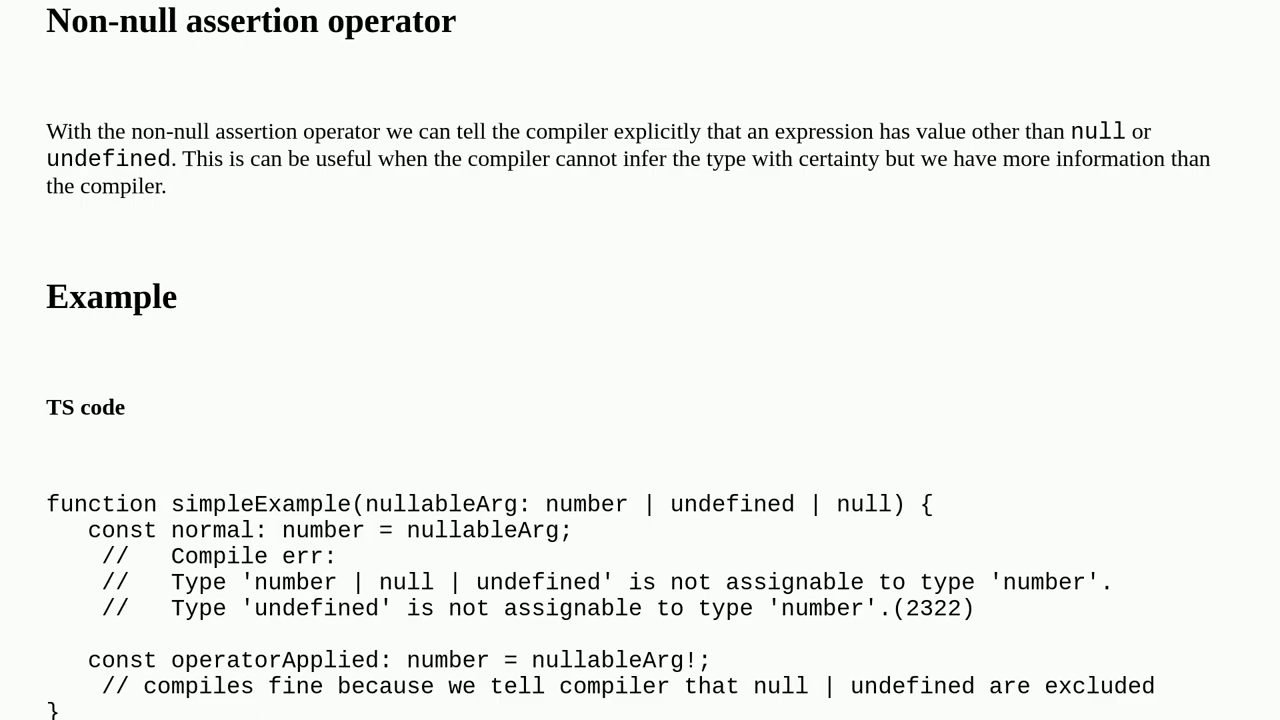 Non-null assertion operator
With the non-null assertion operator we can tell the compiler explicitly that an expression has value other than null or
undefined. This is can be useful when the compiler cannot infer the type with certainty but we have more information than
the compiler.
Example
TS code
function simpleExample(nullableArg: number | undefined | null) {
   const normal: number = nullableArg;
    //   Compile err:
    //   Type 'number | null | undefined' is not assignable to type 'number'.
    //   Type 'undefined' is not assignable to type 'number'.(2322)
   const operatorApplied: number = nullableArg!;
    // compiles fine because we tell compiler that null | undefined are excluded
}